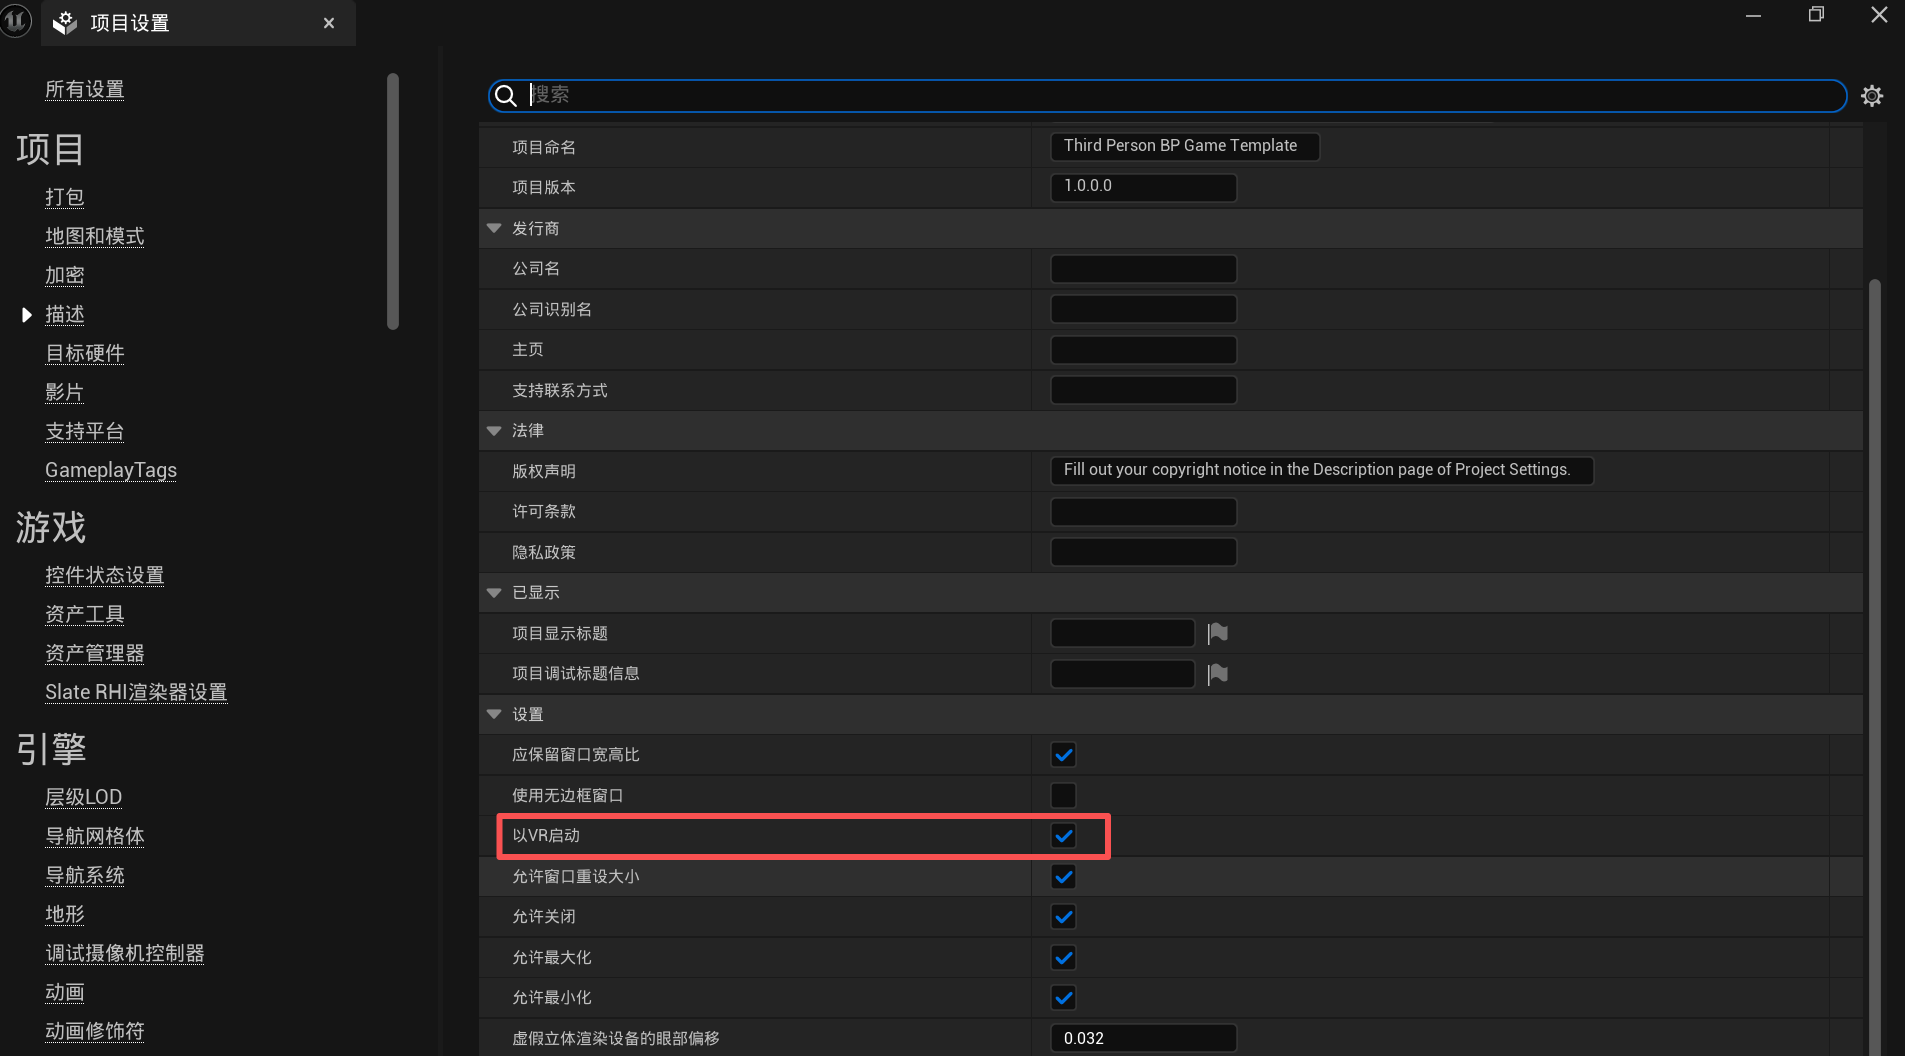 项目设置
所有设置
项目
打包
地图和模式
加密
描述
目标硬件
影片
支持平台
GameplayTags
游戏
控件状态设置
资产工具
资产管理器
Slate RHI渲染器设置
引擎
层级LOD
导航网格体
导航系统
地形
调试摄像机控制器
动画
动画修饰符
搜索
项目命名 Third Person BP Game Template
项目版本 1.0.0.0
发行商
公司名
公司识别名
主页
支持联系方式
法律
版权声明 Fill out your copyright notice in the Description page of Project Settings.
许可条款
隐私政策
已显示
项目显示标题
项目调试标题信息
设置
应保留窗口宽高比
使用无边框窗口
以VR启动
允许窗口重设大小
允许关闭
允许最大化
允许最小化
虚假立体渲染设备的眼部偏移 0.032